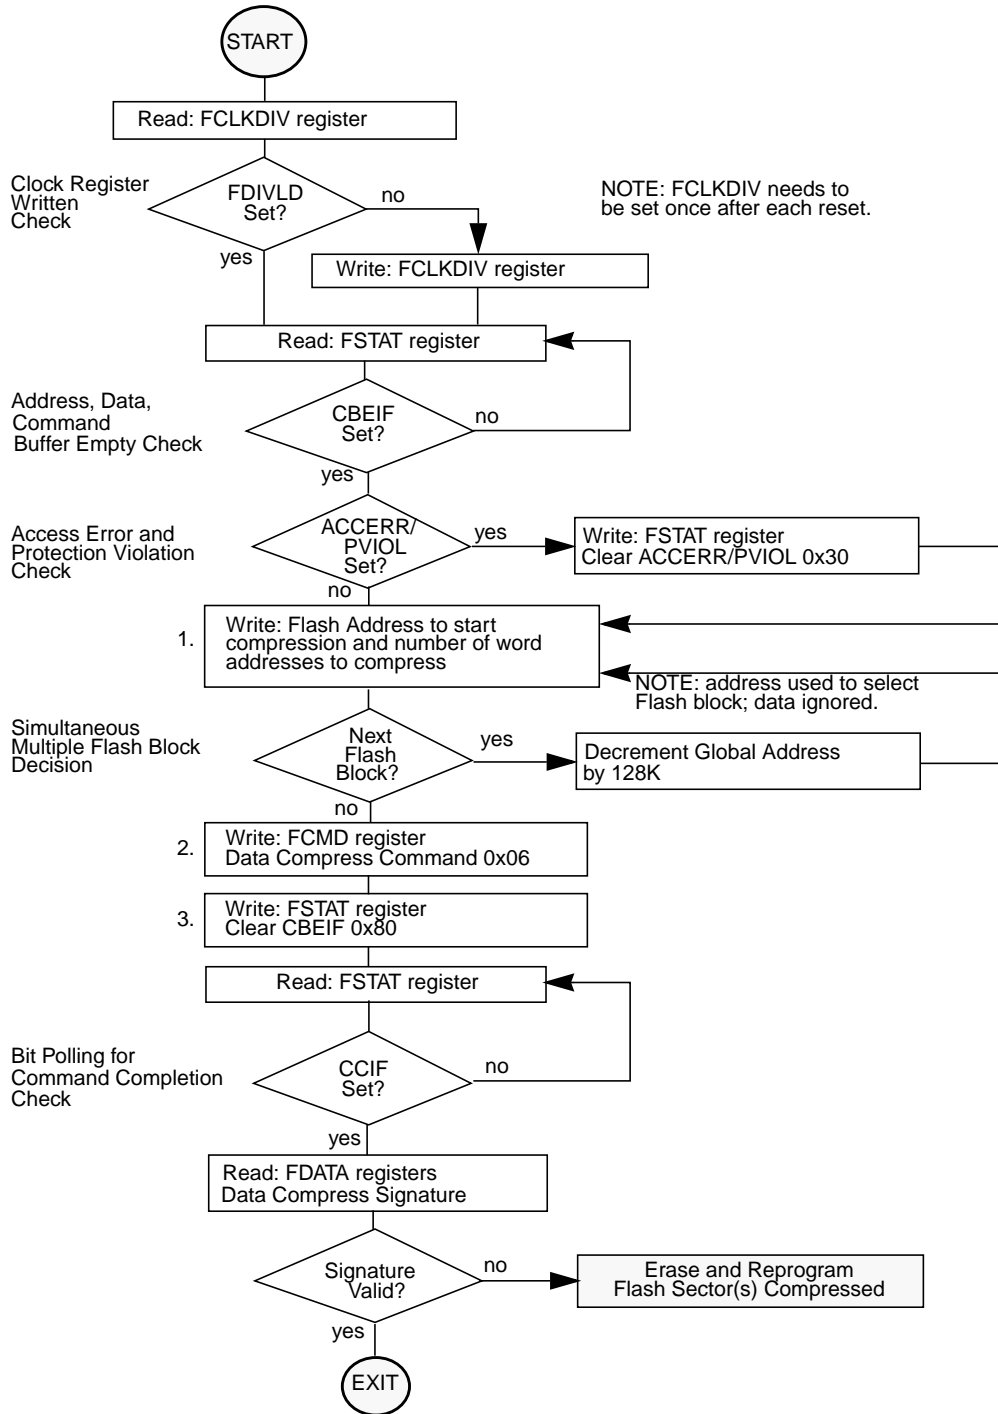 START
Read: FCLKDIV register
Clock Register
Written
Check
FDIVLD
Set?
no
yes
NOTE: FCLKDIV needs to
be set once after each reset.
Write: FCLKDIV register
Read: FSTAT register
Address, Data,
Command
Buffer Empty Check
CBEIF
Set?
no
yes
Access Error and
Protection Violation
Check
ACCERR/
PVIOL
Set?
yes
no
Write: FSTAT register
Clear ACCERR/PVIOL 0x30
1.
Write: Flash Address to start
compression and number of word
addresses to compress
NOTE: address used to select
Flash block; data ignored.
Simultaneous
Multiple Flash Block
Decision
Next
Flash
Block?
yes
no
Decrement Global Address
by 128K
2.
Write: FCMD register
Data Compress Command 0x06
3.
Write: FSTAT register
Clear CBEIF 0x80
Read: FSTAT register
Bit Polling for
Command Completion
Check
CCIF
Set?
no
yes
Read: FDATA registers
Data Compress Signature
Signature
Valid?
no
yes
Erase and Reprogram
Flash Sector(s) Compressed
EXIT